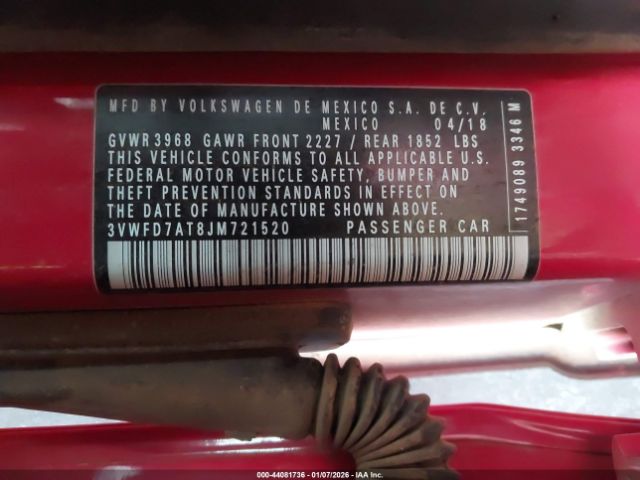 MFD BY VOLKSWAGEN DE MEXICO S.A. DE C.V.
MEXICO 04/18
GVWR 3968 GAWR FRONT 2227 / REAR 1852 LBS
THIS VEHICLE CONFORMS TO ALL APPLICABLE U.S.
FEDERAL MOTOR VEHICLE SAFETY, BUMPER AND
THEFT PREVENTION STANDARDS IN EFFECT ON
THE DATE OF MANUFACTURE SHOWN ABOVE.
3VWFD7AT8JM721520 PASSENGER CAR
1749089 3346 M
000-44081736 - 01/07/2026 - IAA Inc.